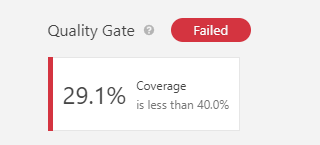 Quality Gate ? Failed
29.1% Coverage
is less than 40.0%